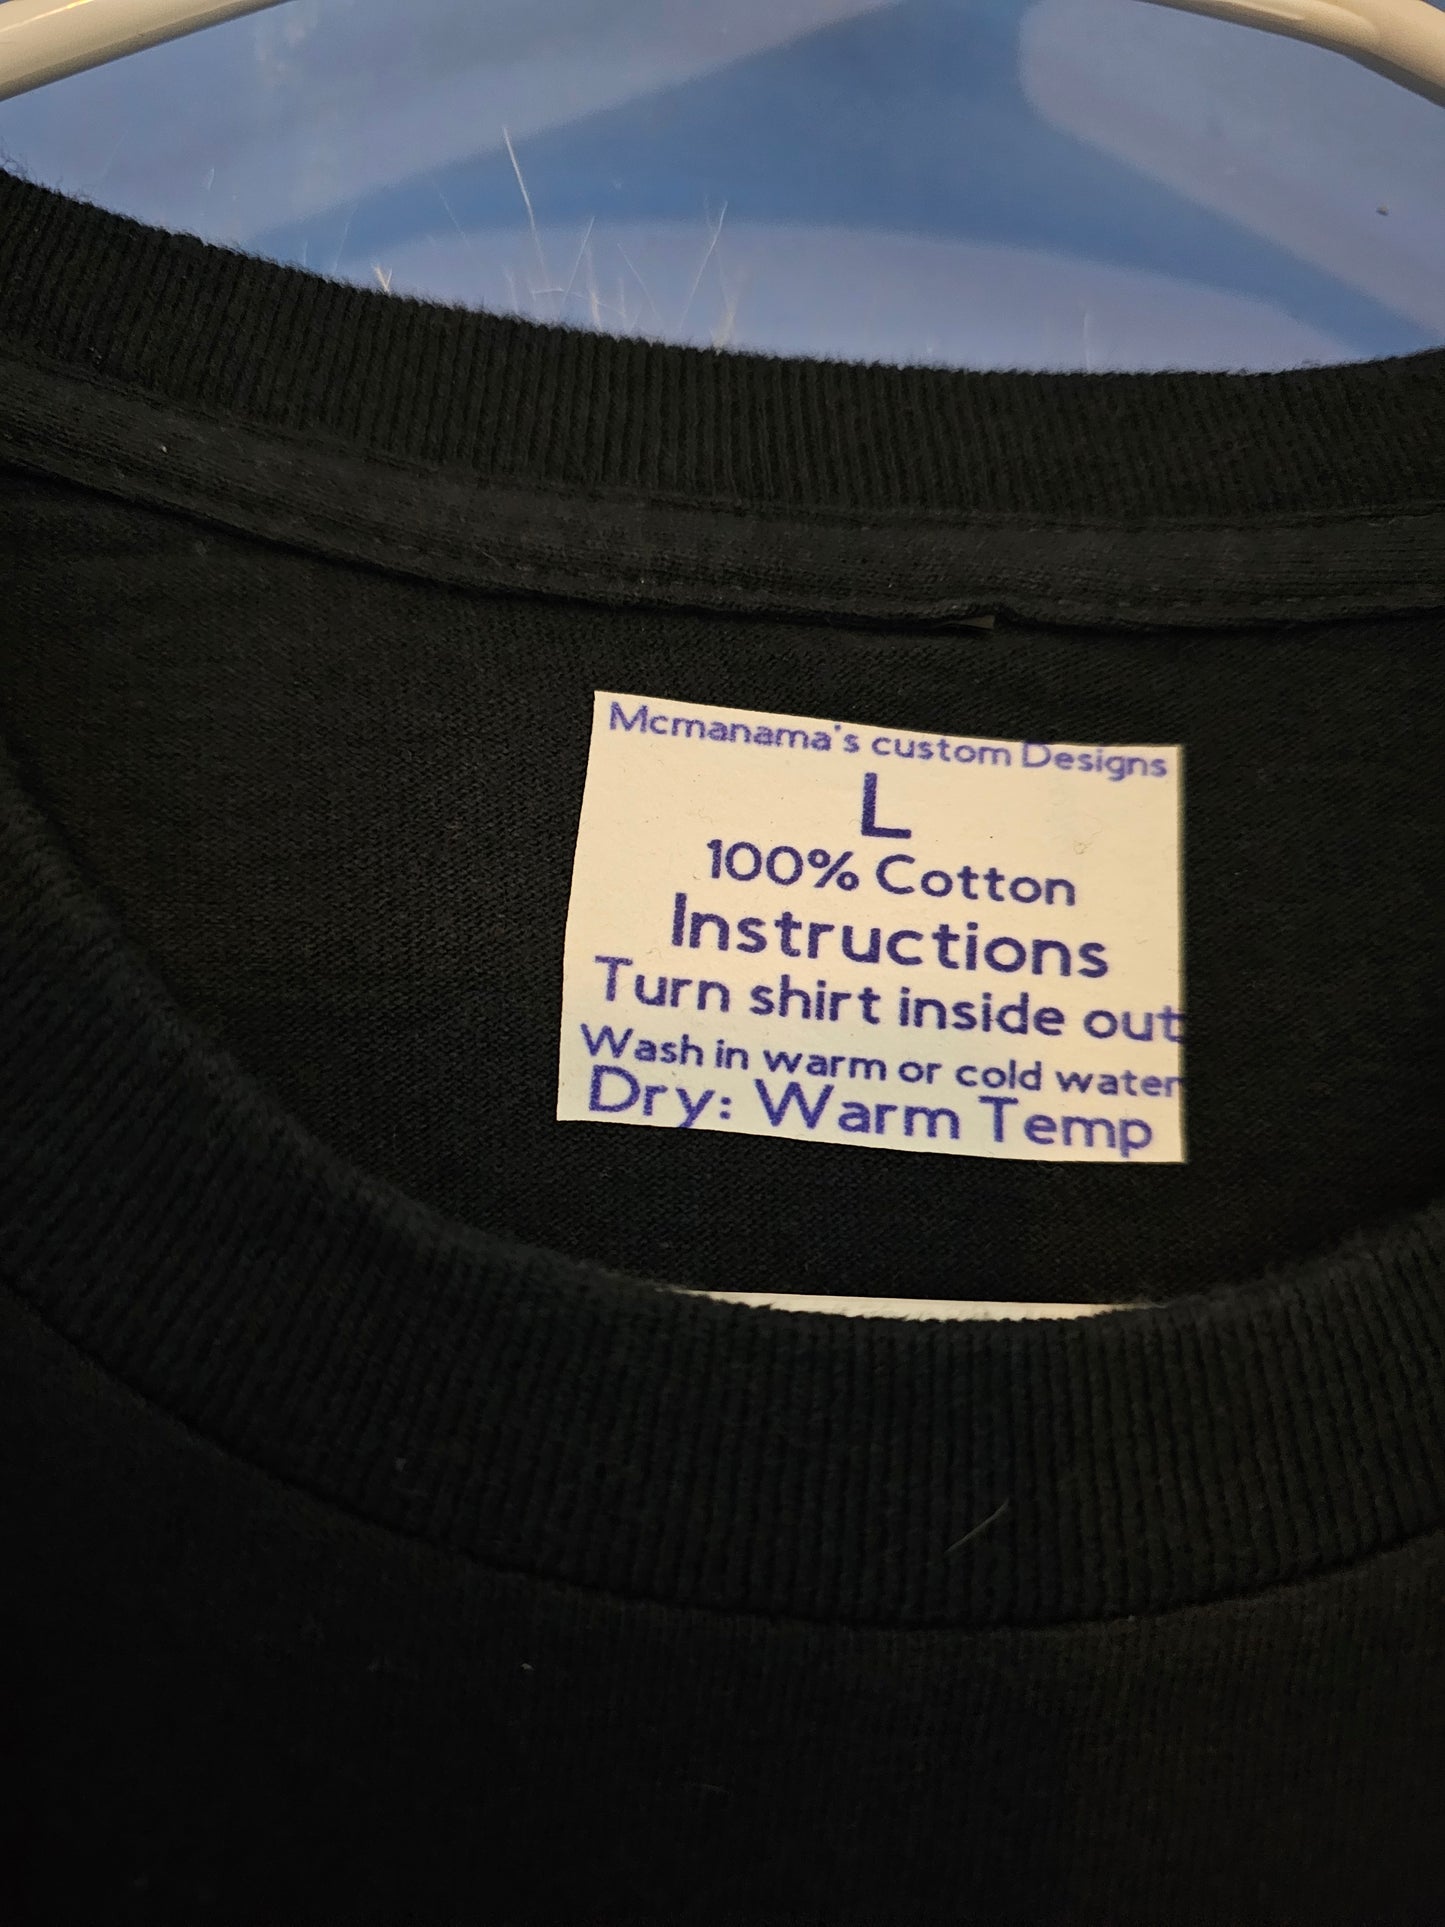 Mcmanama's custom Designs
L
100% Cotton
Instructions
Turn shirt inside out
Wash in warm or cold water
Dry: Warm Temp